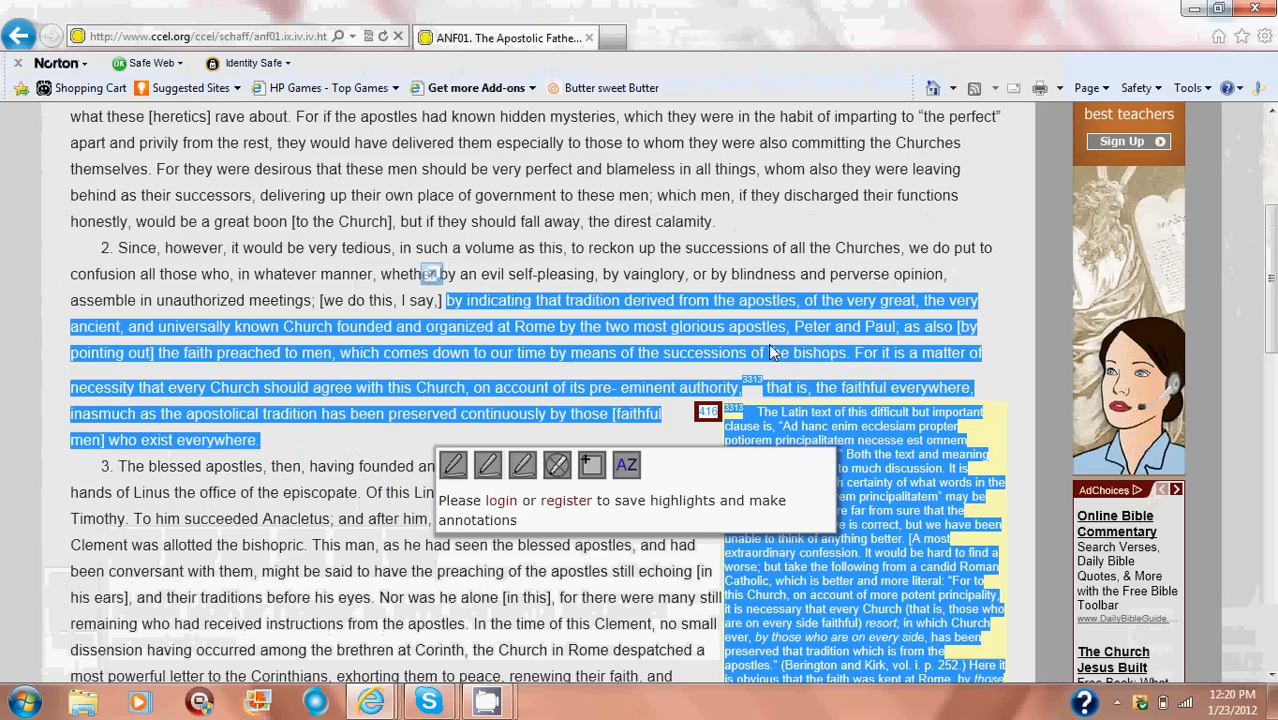 http://www.ccel.org/ccel/schaff/anf01.ix.iv.iv.ht
ANF01. The Apostolic Fathe...
Norton
Safe Web
Identity Safe
Shopping Cart
Suggested Sites
HP Games - Top Games
Get more Add-ons
Butter sweet Butter
Page
Safety
Tools
what these [heretics] rave about. For if the apostles had known hidden mysteries, which they were in the habit of imparting to “the perfect”
apart and privily from the rest, they would have delivered them especially to those to whom they were also committing the Churches
themselves. For they were desirous that these men should be very perfect and blameless in all things, whom also they were leaving
behind as their successors, delivering up their own place of government to these men; which men, if they discharged their functions
honestly, would be a great boon [to the Church], but if they should fall away, the direst calamity.
2. Since, however, it would be very tedious, in such a volume as this, to reckon up the successions of all the Churches, we do put to
confusion all those who, in whatever manner, whether by an evil self-pleasing, by vainglory, or by blindness and perverse opinion,
assemble in unauthorized meetings; [we do this, I say,] by indicating that tradition derived from the apostles, of the very great, the very
ancient, and universally known Church founded and organized at Rome by the two most glorious apostles, Peter and Paul; as also [by
pointing out] the faith preached to men, which comes down to our time by means of the successions of the bishops. For it is a matter of
necessity that every Church should agree with this Church, on account of its pre- eminent authority,3313 that is, the faithful everywhere,
inasmuch as the apostolical tradition has been preserved continuously by those [faithful
men] who exist everywhere.
416
3313 The Latin text of this difficult but important
clause is, “Ad hanc enim ecclesiam propter
potiorem principalitatem necesse est omnem
” Both the text and meaning
to much discussion. It is
h certainty of what words in the
rem principalitatem” may be
re far from sure that the
e is correct, but we have been
unable to think of anything better. [A most
extraordinary confession. It would be hard to find a
worse; but take the following from a candid Roman
Catholic, which is better and more literal: “For to
this Church, on account of more potent principality,
it is necessary that every Church (that is, those who
are on every side faithful) resort; in which Church
ever, by those who are on every side, has been
preserved that tradition which is from the
apostles.” (Berington and Kirk, vol. i. p. 252.) Here it
is obvious that the faith was kept at Rome, by those
AZ
Please login or register to save highlights and make
annotations
3. The blessed apostles, then, having founded an
hands of Linus the office of the episcopate. Of this Lin
Timothy. To him succeeded Anacletus; and after him,
Clement was allotted the bishopric. This man, as he had seen the blessed apostles, and had
been conversant with them, might be said to have the preaching of the apostles still echoing [in
his ears], and their traditions before his eyes. Nor was he alone [in this], for there were many still
remaining who had received instructions from the apostles. In the time of this Clement, no small
dissension having occurred among the brethren at Corinth, the Church in Rome despatched a
most powerful letter to the Corinthians, exhorting them to peace, renewing their faith, and
best teachers
Sign Up
AdChoices
Online Bible
Commentary
Search Verses,
Daily Bible
Quotes, & More
with the Free Bible
Toolbar
www.DailyBibleGuide....
The Church
Jesus Built
12:20 PM
1/23/2012